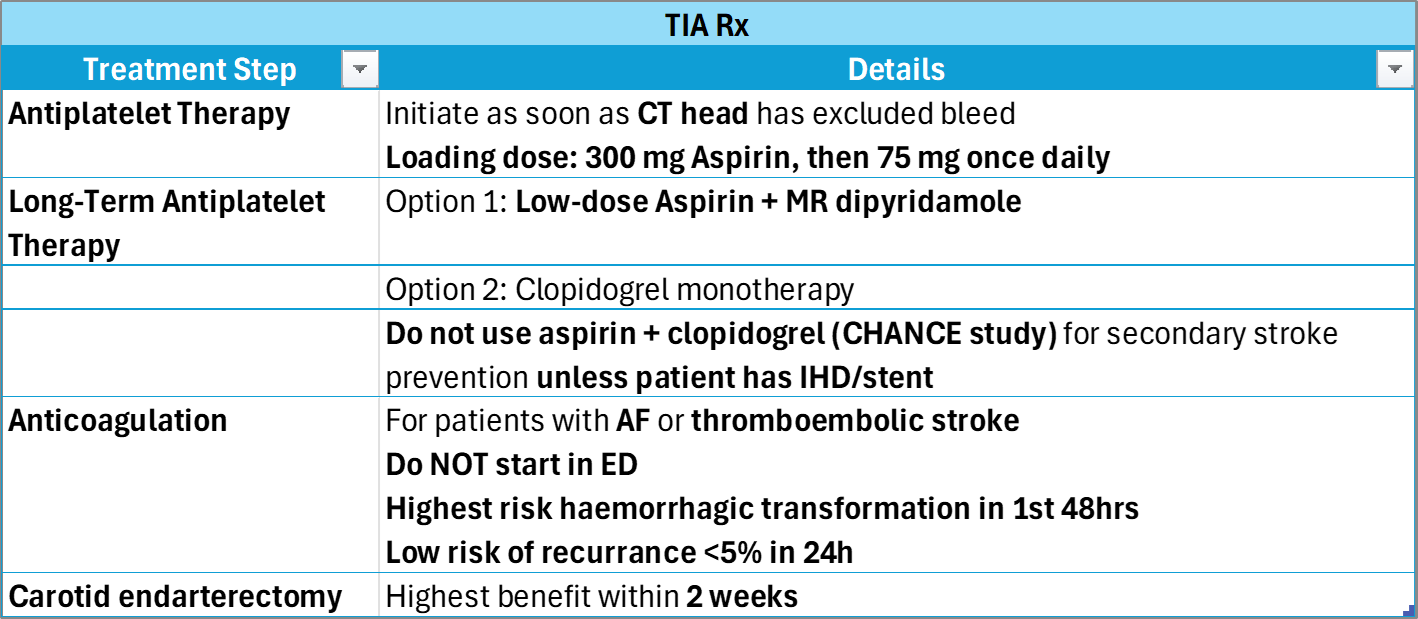 TIA Rx
Treatment Step Details
Antiplatelet Therapy Initiate as soon as CT head has excluded bleed
Loading dose: 300 mg Aspirin, then 75 mg once daily
Long-Term Antiplatelet Option 1: Low-dose Aspirin + MR dipyridamole
Therapy
Option 2: Clopidogrel monotherapy
Do not use aspirin + clopidogrel (CHANCE study) for secondary stroke
prevention unless patient has IHD/stent
Anticoagulation For patients with AF or thromboembolic stroke
Do NOT start in ED
Highest risk haemorrhagic transformation in 1st 48hrs
Low risk of recurrance <5% in 24h
Carotid endarterectomy Highest benefit within 2 weeks